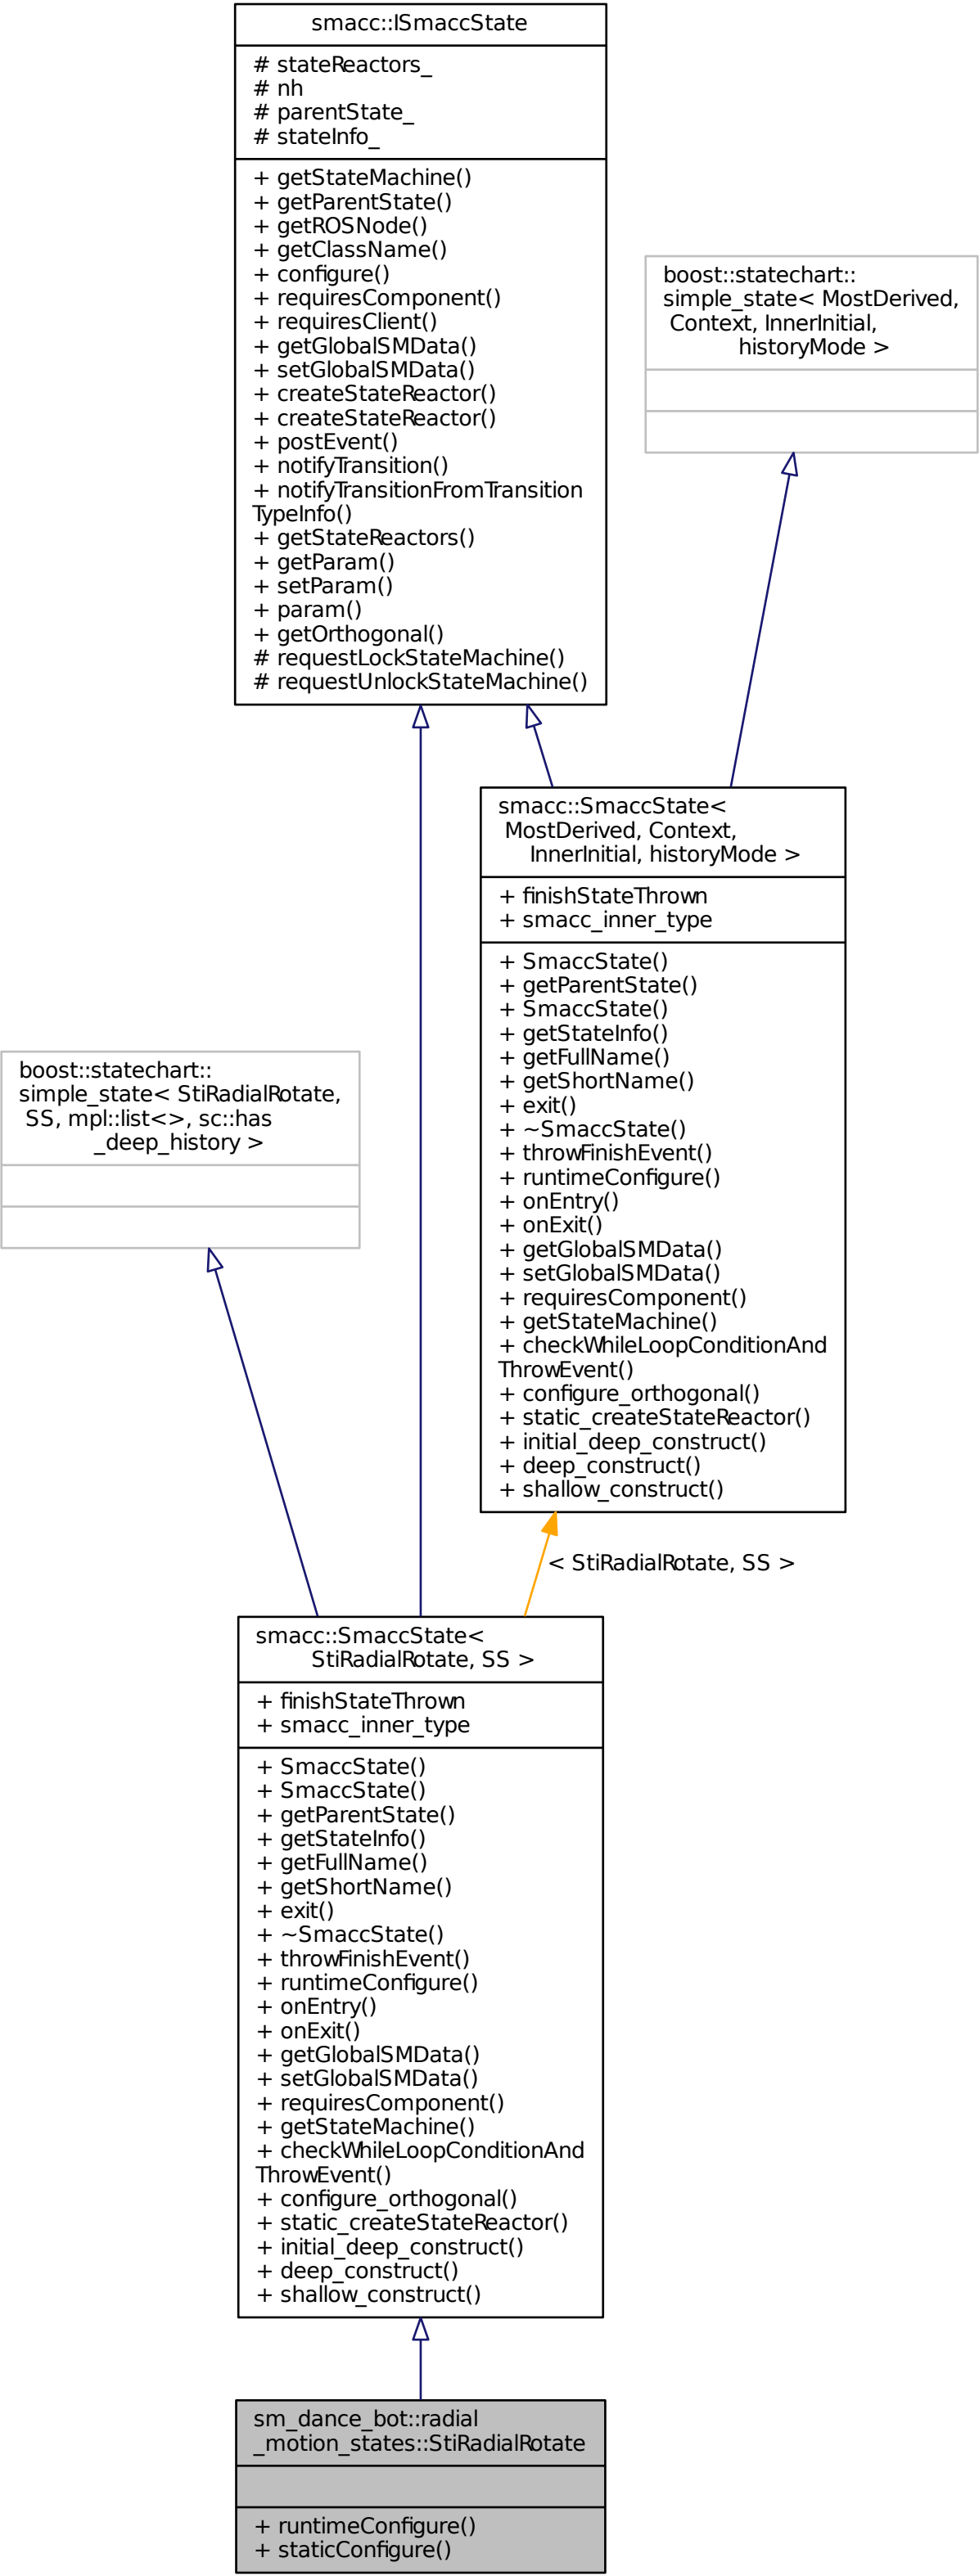 smacc::ISmaccState
# stateReactors_
# nh
# parentState_
# stateInfo_
+ getStateMachine()
+ getParentState()
+ getROSNode()
+ getClassName()
+ configure()
+ requiresComponent()
+ requiresClient()
+ getGlobalSMData()
+ setGlobalSMData()
+ createStateReactor()
+ createStateReactor()
+ postEvent()
+ notifyTransition()
+ notifyTransitionFromTransition
TypeInfo()
+ getStateReactors()
+ getParam()
+ setParam()
+ param()
+ getOrthogonal()
# requestLockStateMachine()
# requestUnlockStateMachine()
boost::statechart::
simple_state< MostDerived,
Context, InnerInitial,
historyMode >
smacc::SmaccState<
MostDerived, Context,
InnerInitial, historyMode >
+ finishStateThrown
+ smacc_inner_type
+ SmaccState()
+ getParentState()
+ SmaccState()
+ getStateInfo()
+ getFullName()
+ getShortName()
+ exit()
+ ~SmaccState()
+ throwFinishEvent()
+ runtimeConfigure()
+ onEntry()
+ onExit()
+ getGlobalSMData()
+ setGlobalSMData()
+ requiresComponent()
+ getStateMachine()
+ checkWhileLoopConditionAnd
ThrowEvent()
+ configure_orthogonal()
+ static_createStateReactor()
+ initial_deep_construct()
+ deep_construct()
+ shallow_construct()
boost::statechart::
simple_state< StiRadialRotate,
SS, mpl::list<>, sc::has
_deep_history >
< StiRadialRotate, SS >
smacc::SmaccState<
StiRadialRotate, SS >
+ finishStateThrown
+ smacc_inner_type
+ SmaccState()
+ SmaccState()
+ getParentState()
+ getStateInfo()
+ getFullName()
+ getShortName()
+ exit()
+ ~SmaccState()
+ throwFinishEvent()
+ runtimeConfigure()
+ onEntry()
+ onExit()
+ getGlobalSMData()
+ setGlobalSMData()
+ requiresComponent()
+ getStateMachine()
+ checkWhileLoopConditionAnd
ThrowEvent()
+ configure_orthogonal()
+ static_createStateReactor()
+ initial_deep_construct()
+ deep_construct()
+ shallow_construct()
sm_dance_bot::radial
_motion_states::StiRadialRotate
+ runtimeConfigure()
+ staticConfigure()